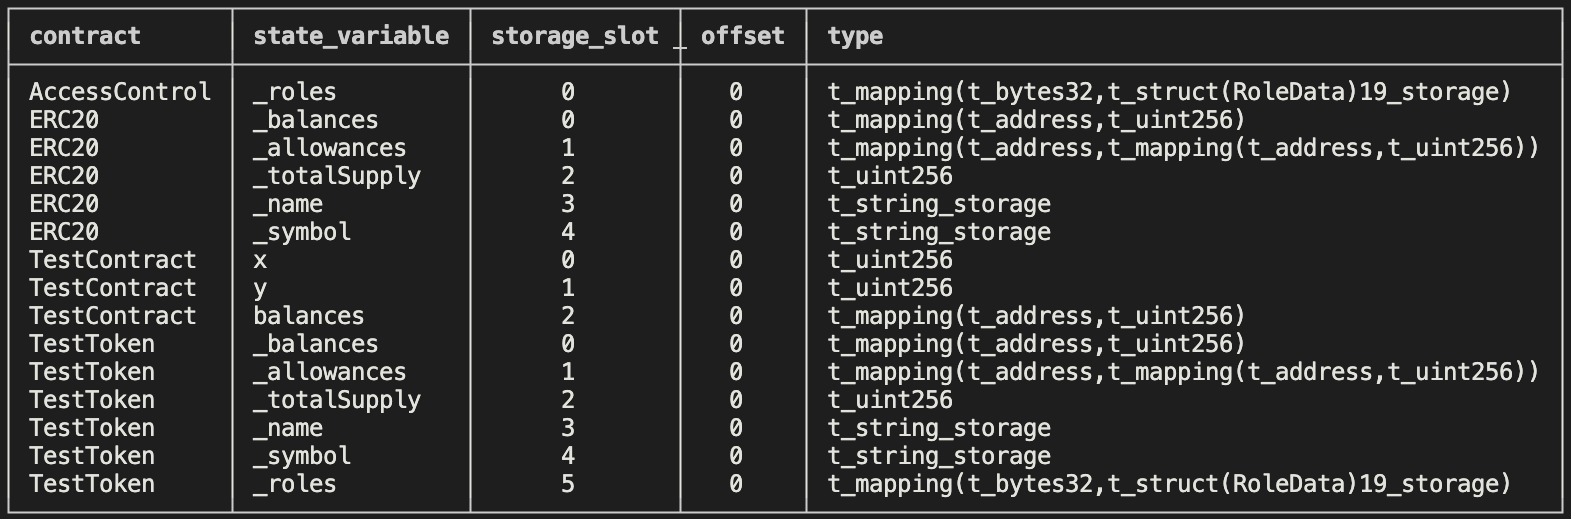 contract state_variable storage_slot _ offset type
AccessControl _roles 0 0 t_mapping(t_bytes32,t_struct(RoleData)19_storage)
ERC20 _balances 0 0 t_mapping(t_address,t_uint256)
ERC20 _allowances 1 0 t_mapping(t_address,t_mapping(t_address,t_uint256))
ERC20 _totalSupply 2 0 t_uint256
ERC20 _name 3 0 t_string_storage
ERC20 _symbol 4 0 t_string_storage
TestContract x 0 0 t_uint256
TestContract y 1 0 t_uint256
TestContract balances 2 0 t_mapping(t_address,t_uint256)
TestToken _balances 0 0 t_mapping(t_address,t_uint256)
TestToken _allowances 1 0 t_mapping(t_address,t_mapping(t_address,t_uint256))
TestToken _totalSupply 2 0 t_uint256
TestToken _name 3 0 t_string_storage
TestToken _symbol 4 0 t_string_storage
TestToken _roles 5 0 t_mapping(t_bytes32,t_struct(RoleData)19_storage)